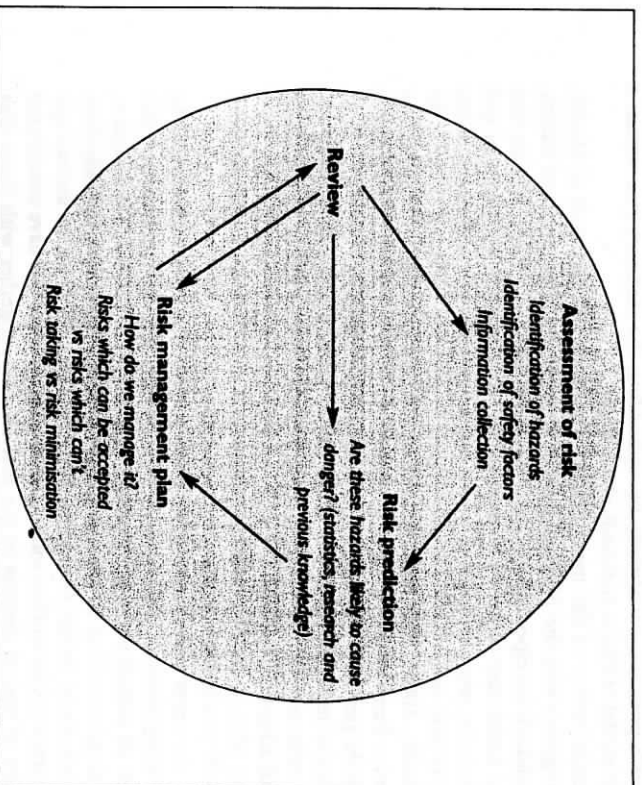 Assessment of risk
Identification of hazards
Identification of safety factors
Information collection
Risk prediction
Are these hazards likely to cause
danger? (statistics, research and
previous knowledge)
Risk management plan
How do we manage it?
Risks which can be accepted
vs risks which can't
Risk taking vs risk minimisation
Review